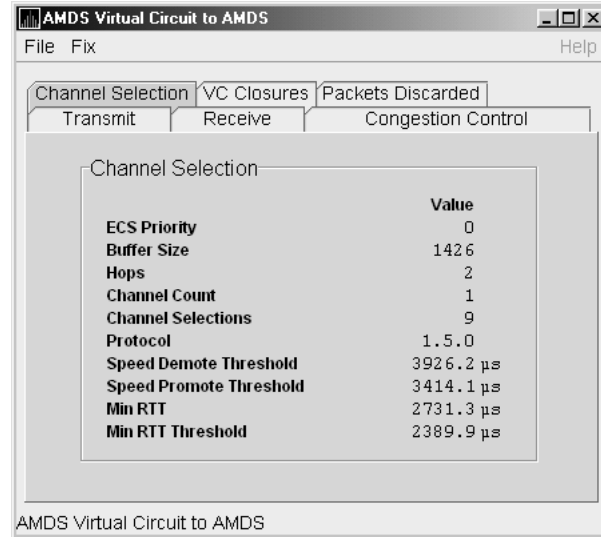 AMDS Virtual Circuit to AMDS
File Fix Help
Channel Selection VC Closures Packets Discarded
Transmit Receive Congestion Control
Channel Selection
Value
ECS Priority 0
Buffer Size 1426
Hops 2
Channel Count 1
Channel Selections 9
Protocol 1.5.0
Speed Demote Threshold 3926.2 µs
Speed Promote Threshold 3414.1 µs
Min RTT 2731.3 µs
Min RTT Threshold 2389.9 µs
AMDS Virtual Circuit to AMDS